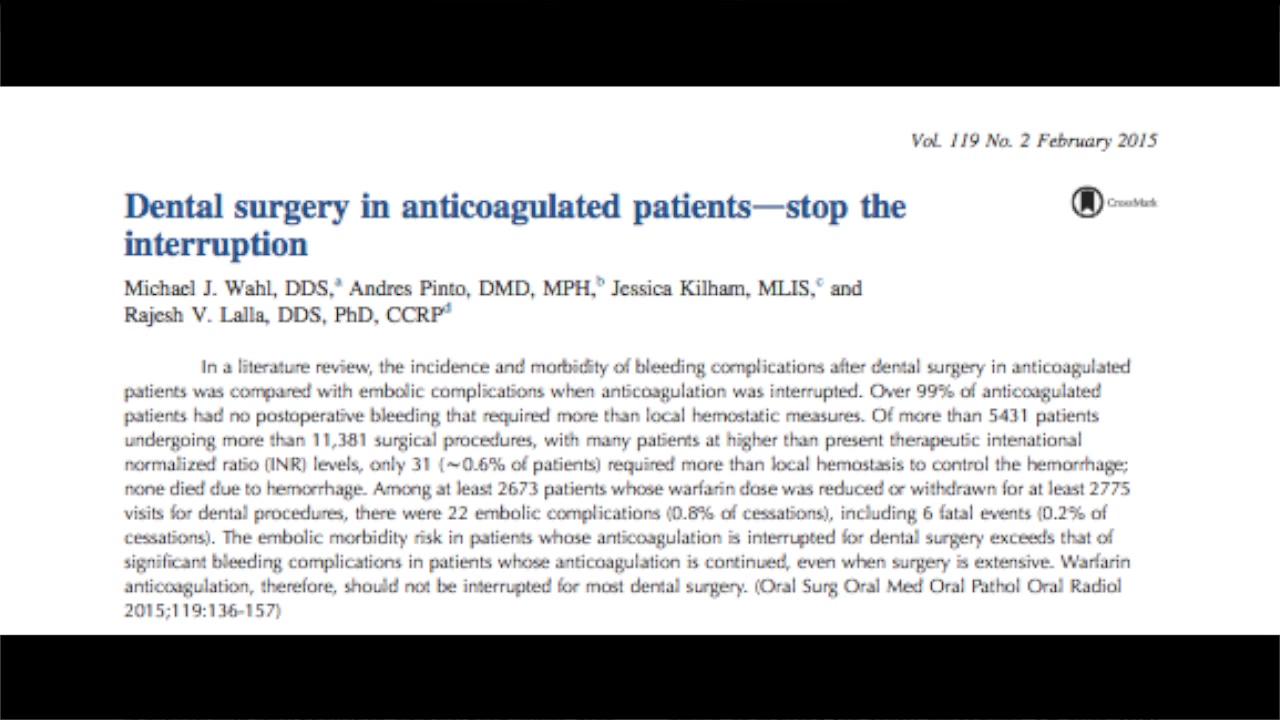 Vol. 119 No. 2 February 2015
Dental surgery in anticoagulated patients—stop the
interruption
CrossMark
Michael J. Wahl, DDS,a Andres Pinto, DMD, MPH,b Jessica Kilham, MLIS,c and
Rajesh V. Lalla, DDS, PhD, CCRPd
In a literature review, the incidence and morbidity of bleeding complications after dental surgery in anticoagulated
patients was compared with embolic complications when anticoagulation was interrupted. Over 99% of anticoagulated
patients had no postoperative bleeding that required more than local hemostatic measures. Of more than 5431 patients
undergoing more than 11,381 surgical procedures, with many patients at higher than present therapeutic intenational
normalized ratio (INR) levels, only 31 (~0.6% of patients) required more than local hemostasis to control the hemorrhage;
none died due to hemorrhage. Among at least 2673 patients whose warfarin dose was reduced or withdrawn for at least 2775
visits for dental procedures, there were 22 embolic complications (0.8% of cessations), including 6 fatal events (0.2% of
cessations). The embolic morbidity risk in patients whose anticoagulation is interrupted for dental surgery exceeds that of
significant bleeding complications in patients whose anticoagulation is continued, even when surgery is extensive. Warfarin
anticoagulation, therefore, should not be interrupted for most dental surgery. (Oral Surg Oral Med Oral Pathol Oral Radiol
2015;119:136-157)